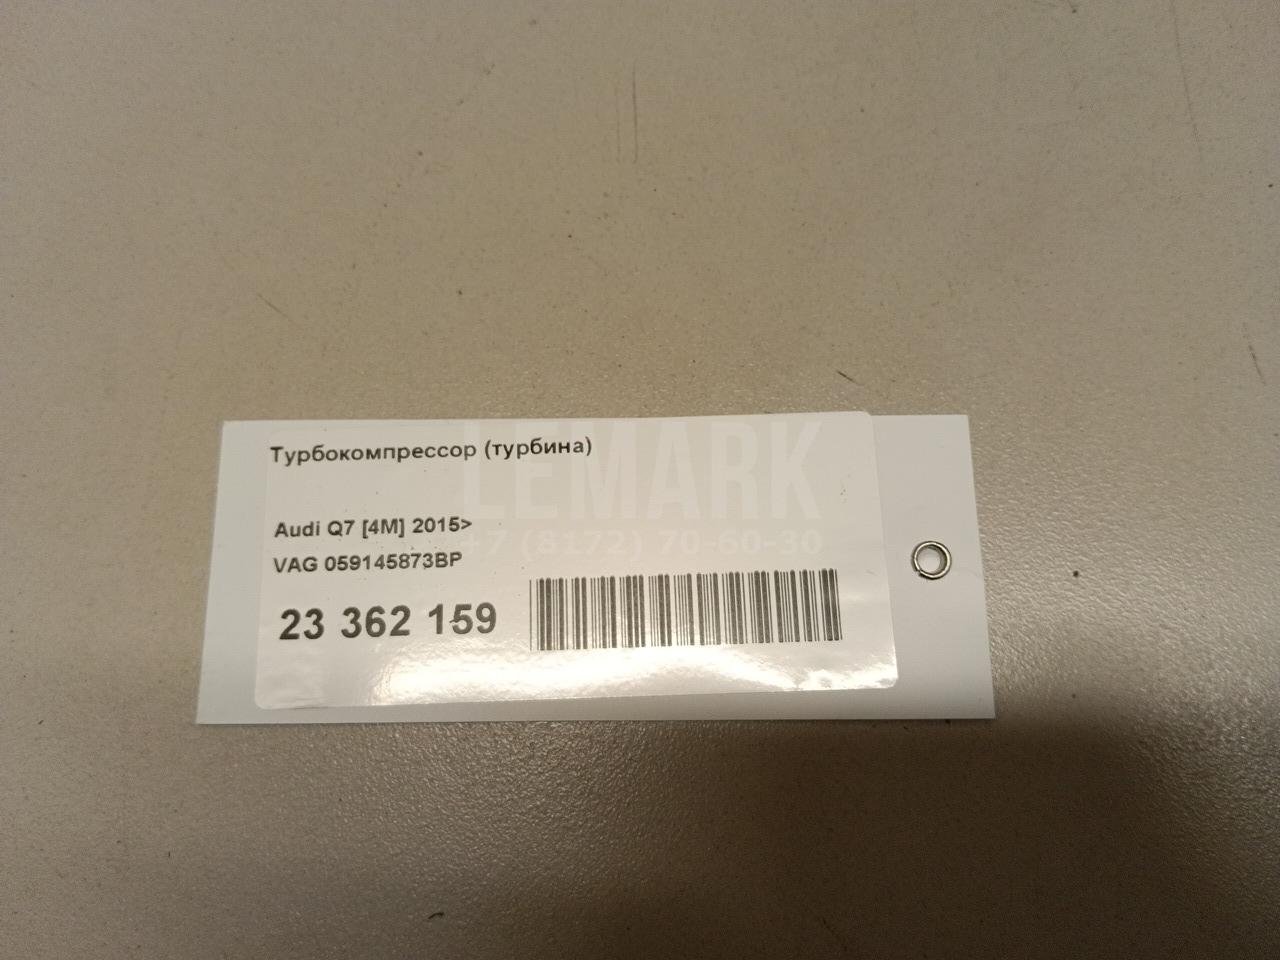 Турбокомпрессор (турбина)
LEMARK
Audi Q7 [4M] 2015>
+7 (8172) 70-60-30
VAG 059145873BP
23 362 159